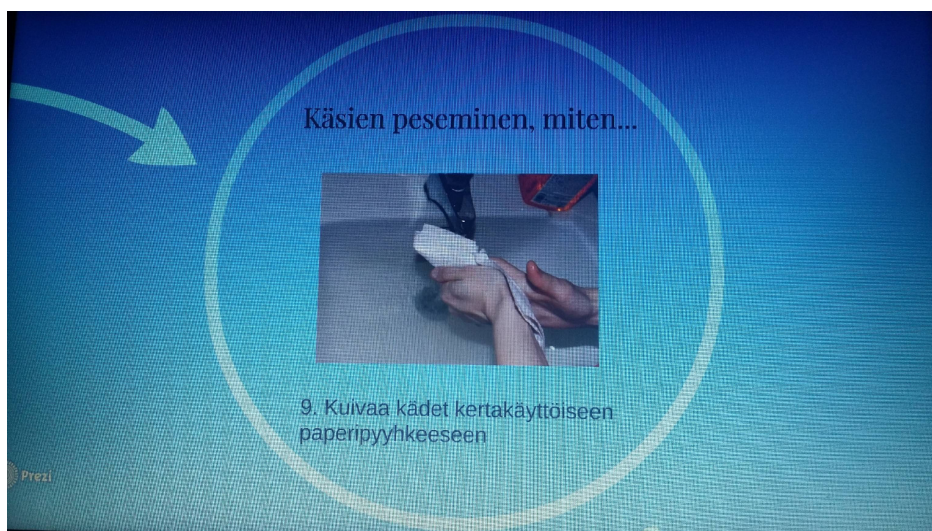 Käsien peseminen, miten...
9. Kuivaa kädet kertakäyttöiseen
paperipyyhkeeseen
Prezi